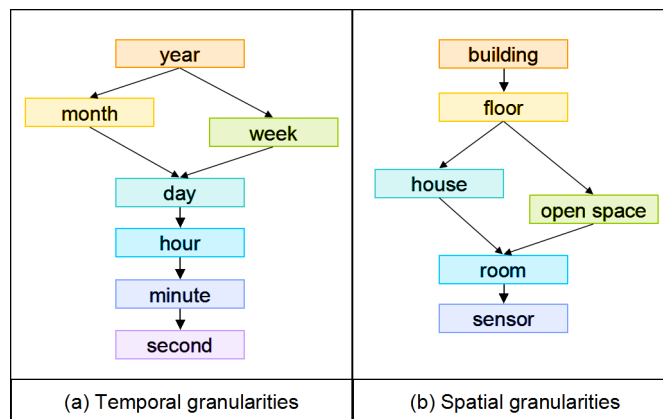 year
month
week
day
hour
minute
second
(a) Temporal granularities
building
floor
house
open space
room
sensor
(b) Spatial granularities